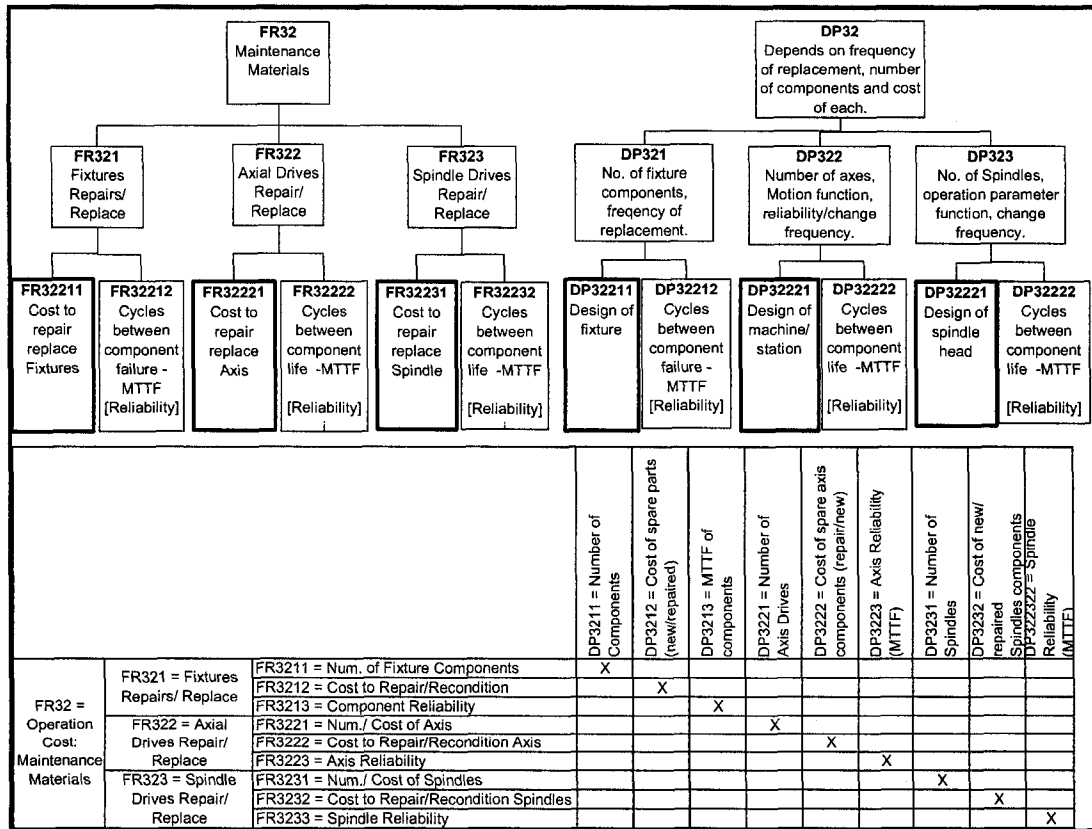 FR32
Maintenance
Materials
DP32
Depends on frequency
of replacement, number
of components and cost
of each.
FR321
Fixtures
Repairs/
Replace
FR322
Axial Drives
Repair/
Replace
FR323
Spindle Drives
Repair/
Replace
DP321
No. of fixture
components,
freqency of
replacement.
DP322
Number of axes,
Motion function,
reliability/change
frequency.
DP323
No. of Spindles,
operation parameter
function, change
frequency.
FR32211
Cost to
repair
replace
Fixtures
FR32212
Cycles
between
component
failure -
MTTF
[Reliability]
FR32221
Cost to
repair
replace
Axis
FR32222
Cycles
between
component
life -MTTF
[Reliability]
FR32231
Cost to
repair
replace
Spindle
FR32232
Cycles
between
component
life -MTTF
[Reliability]
DP32211
Design of
fixture
DP32212
Cycles
between
component
failure -
MTTF
[Reliability]
DP32221
Design of
machine/
station
DP32222
Cycles
between
component
life -MTTF
[Reliability]
DP32221
Design of
spindle
head
DP32222
Cycles
between
component
life -MTTF
[Reliability]
DP3211 = Number of
Components
DP3212 = Cost of spare parts
(new/repaired)
DP3213 = MTTF of
components
DP3221 = Number of
Axis Drives
DP3222 = Cost of spare axis
components (repair/new)
DP3223 = Axis Reliability
(MTTF)
DP3231 = Number of
Spindles
DP3232 = Cost of new/
repaired
Spindles components
DP322322 = Spindle
Reliability
(MTTF)
FR32 =
Operation
Cost:
Maintenance
Materials
FR321 = Fixtures
Repairs/ Replace
FR3211 = Num. of Fixture Components X
FR3212 = Cost to Repair/Recondition X
FR3213 = Component Reliability X
FR322 = Axial
Drives Repair/
Replace
FR3221 = Num./ Cost of Axis X
FR3222 = Cost to Repair/Recondition Axis X
FR3223 = Axis Reliability X
FR323 = Spindle
Drives Repair/
Replace
FR3231 = Num./ Cost of Spindles X
FR3232 = Cost to Repair/Recondition Spindles X
FR3233 = Spindle Reliability X